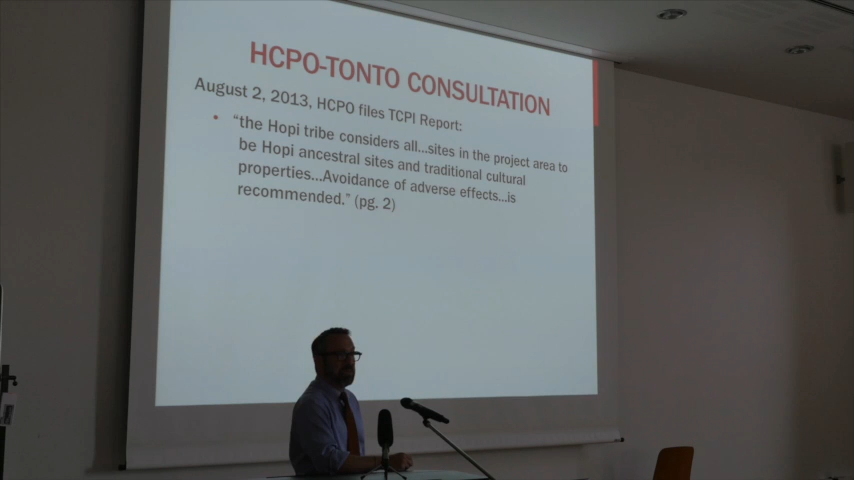 HCPO-TONTO CONSULTATION
August 2, 2013, HCPO files TCPI Report:
• "the Hopi tribe considers all...sites in the project area to
be Hopi ancestral sites and traditional cultural
properties...Avoidance of adverse effects...is
recommended." (pg. 2)